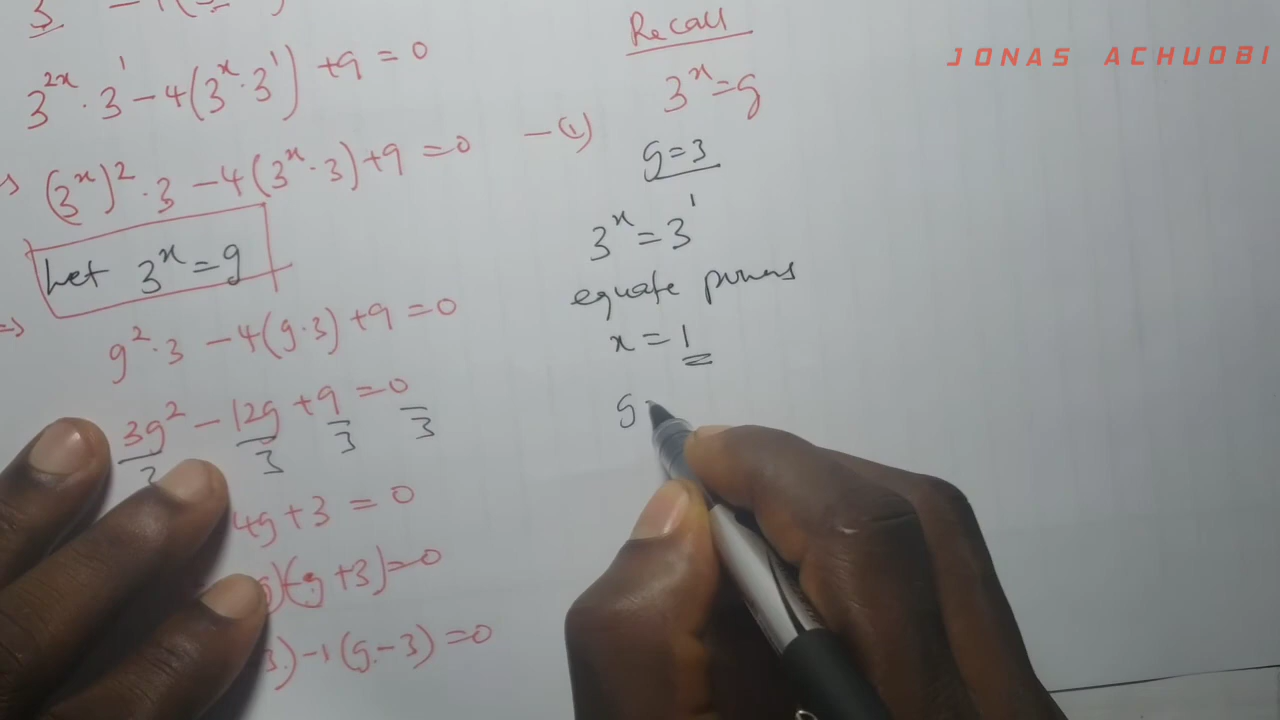 3^{2x} · 3^1 – 4(3^x · 3^1) + 9 = 0
(3^x)^2 · 3 – 4(3^x · 3) + 9 = 0 – (1)
Let 3^x = g
g^2 · 3 – 4(g · 3) + 9 = 0
3g^2 – 12g + 9 = 0
3 3 3 3
4g + 3 = 0
g)(– g + 3) = 0
3) – 1(g – 3) = 0
Recall
3^x = g
g = 3
3^x = 3^1
equate powers
x = 1
g
JONAS ACHUOBI